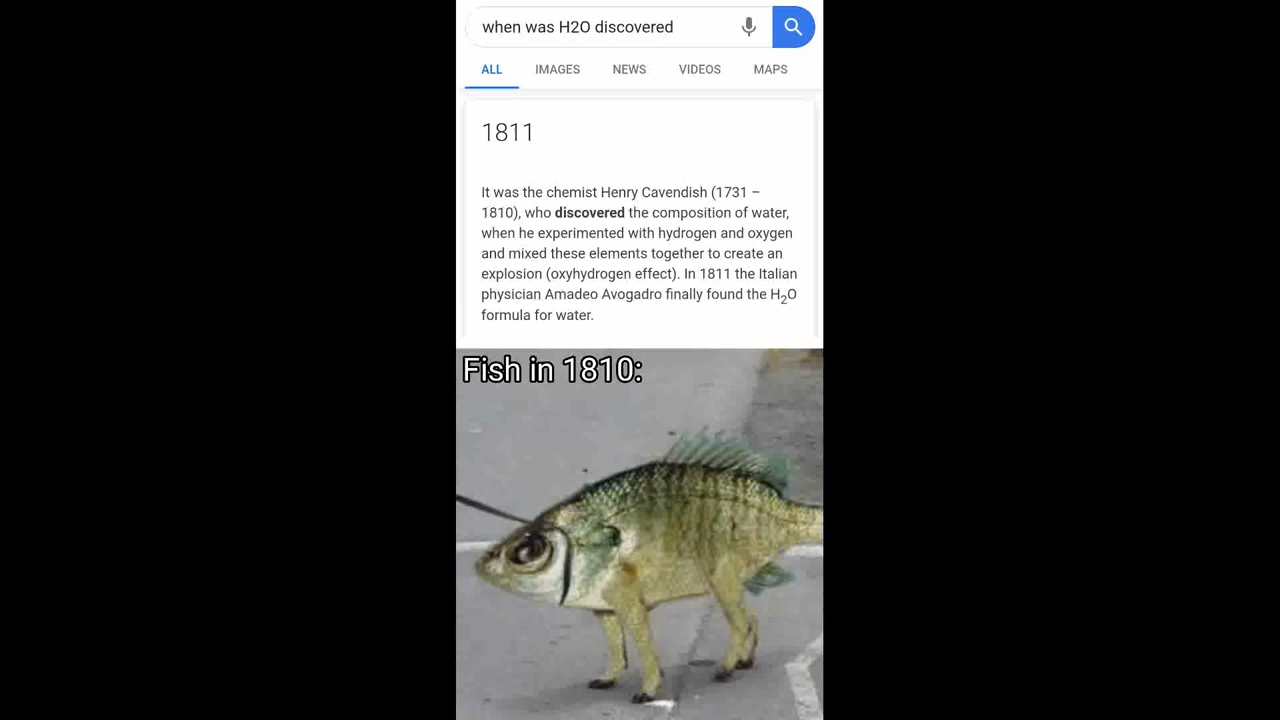 when was H2O discovered
ALL IMAGES NEWS VIDEOS MAPS
1811
It was the chemist Henry Cavendish (1731 –
1810), who discovered the composition of water,
when he experimented with hydrogen and oxygen
and mixed these elements together to create an
explosion (oxyhydrogen effect). In 1811 the Italian
physician Amadeo Avogadro finally found the H₂O
formula for water.
Fish in 1810: